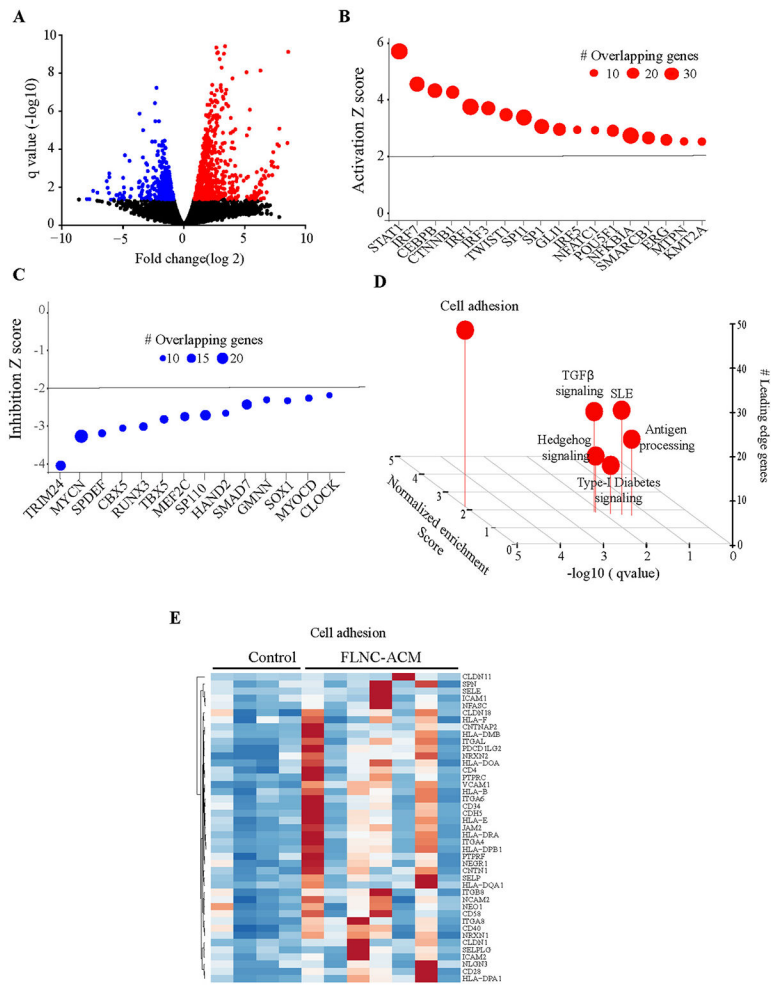 A
q value (-log10)
10
8
6
4
2
0
-10
-5
0
5
10
Fold change(log 2)
B
Activation Z score
6
4
2
0
# Overlapping genes
10
20
30
STAT1
IRF7
CEBPB
CTNNB1
IRF1
IRF3
TWIST1
SPI1
SP1
GLI1
IRF5
NFATC1
POU5F1
NFKB1A
SMARCB1
ERG
MTPN
KMT2A
C
Inhibition Z score
0
-1
-2
-3
-4
# Overlapping genes
10
15
20
TRIM24
MYCN
SPDEF
CBX5
RUNX3
TBX5
MEF2C
SP110
HAND2
SMAD7
GMNN
SOX1
MYOCD
CLOCK
D
Cell adhesion
TGFβ
signaling
SLE
Antigen
processing
Hedgehog
signaling
Type-I Diabetes
signaling
50
40
30
20
10
0
# Leading edge genes
5
4
3
2
1
0
Normalized enrichment
Score
5
4
3
2
1
0
-log10 ( qvalue)
E
Cell adhesion
Control
FLNC-ACM
CLDN11
SPN
SELE
ICAM1
NFASC
CLDN18
HLA-F
CNTNAP2
HLA-DMB
ITGAL
PDCD1LG2
NRXN2
HLA-DOA
CD4
PTPRC
VCAM1
HLA-B
ITGA6
CD34
CDH5
HLA-E
JAM2
HLA-DRA
ITGA4
HLA-DPB1
PTPRF
NEGR1
CNTN1
SELP
HLA-DQA1
ITGB8
NCAM2
NEO1
CD58
ITGA8
CD40
NRXN1
CLDN1
SELPLG
ICAM2
NLGN3
CD28
HLA-DPA1